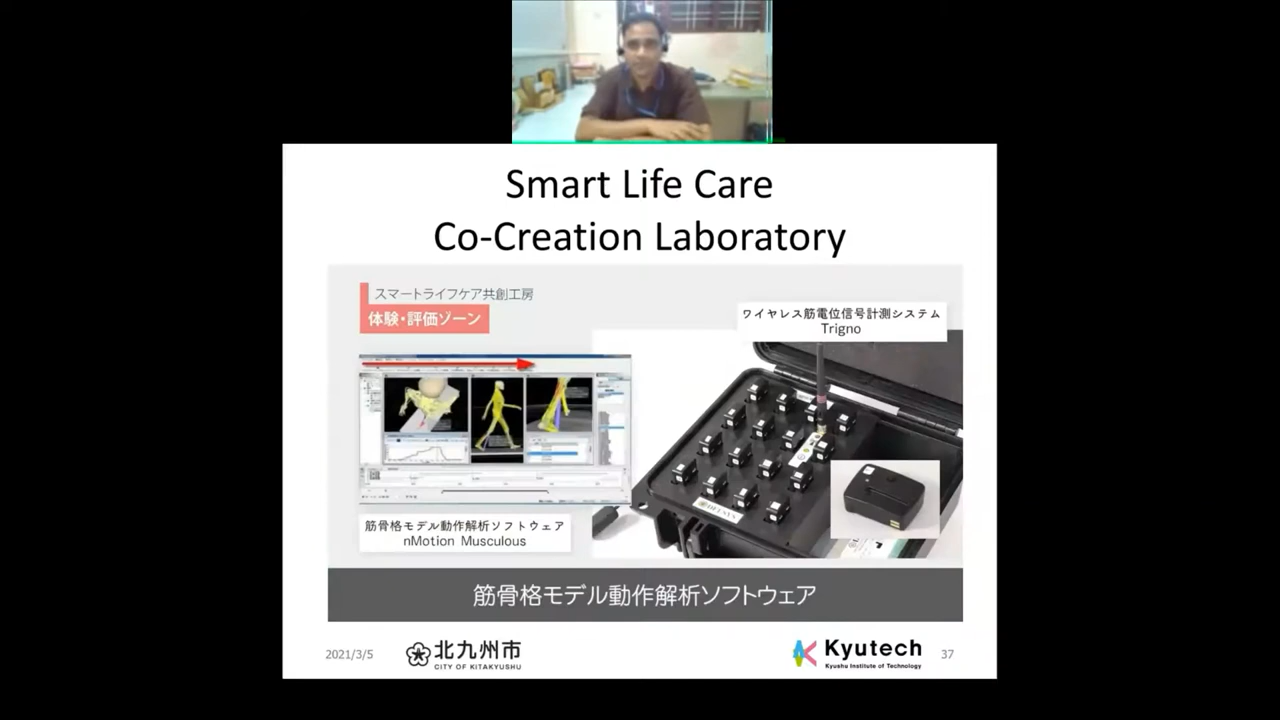 Smart Life Care
Co-Creation Laboratory
スマートライフケア共創工房
体験・評価ゾーン
ワイヤレス筋電位信号計測システム
Trigno
DELSYS
筋骨格モデル動作解析ソフトウェア
nMotion Musculous
筋骨格モデル動作解析ソフトウェア
2021/3/5
北九州市
CITY OF KITAKYUSHU
Kyutech
Kyushu Institute of Technology
37